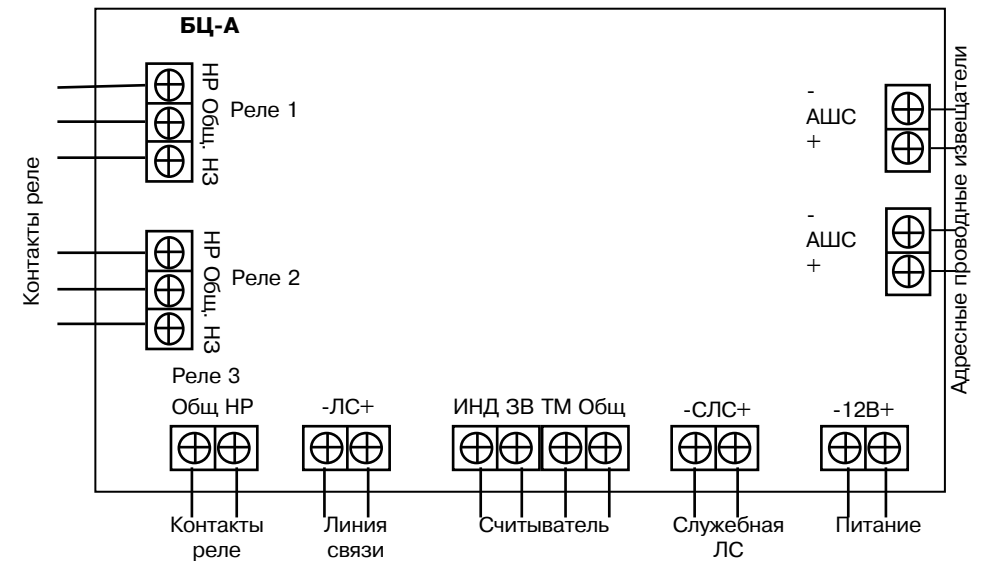 БЦ-А
НР Общ. НЗ
Реле 1
-
АШС
+
Контакты реле
НР Общ. НЗ
Реле 2
-
АШС
+
Адресные проводные извещатели
Реле 3
Общ НР
-ЛС+
ИНД ЗВ ТМ Общ
-СЛС+
-12В+
Контакты
реле
Линия
связи
Считыватель
Служебная
ЛС
Питание